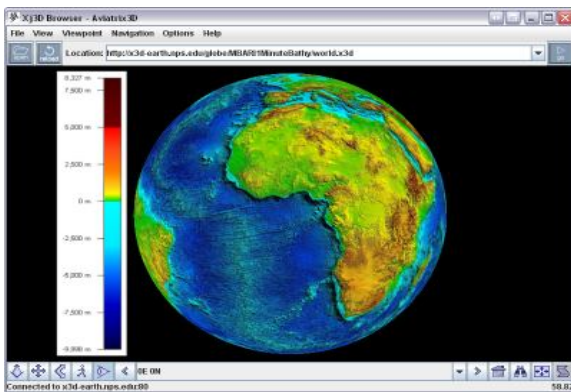 Xj3D Browser - Aviatrix3D
File View Viewpoint Navigation Options Help
Location: http://x3d-earth.nps.edu/globe/MBARI1MinuteBathy/world.x3d
8,327 m
7,500 m
5,000 m
2,500 m
0 m
-2,500 m
-5,000 m
-7,500 m
0E 0N
Connected to x3d-earth.nps.edu:80